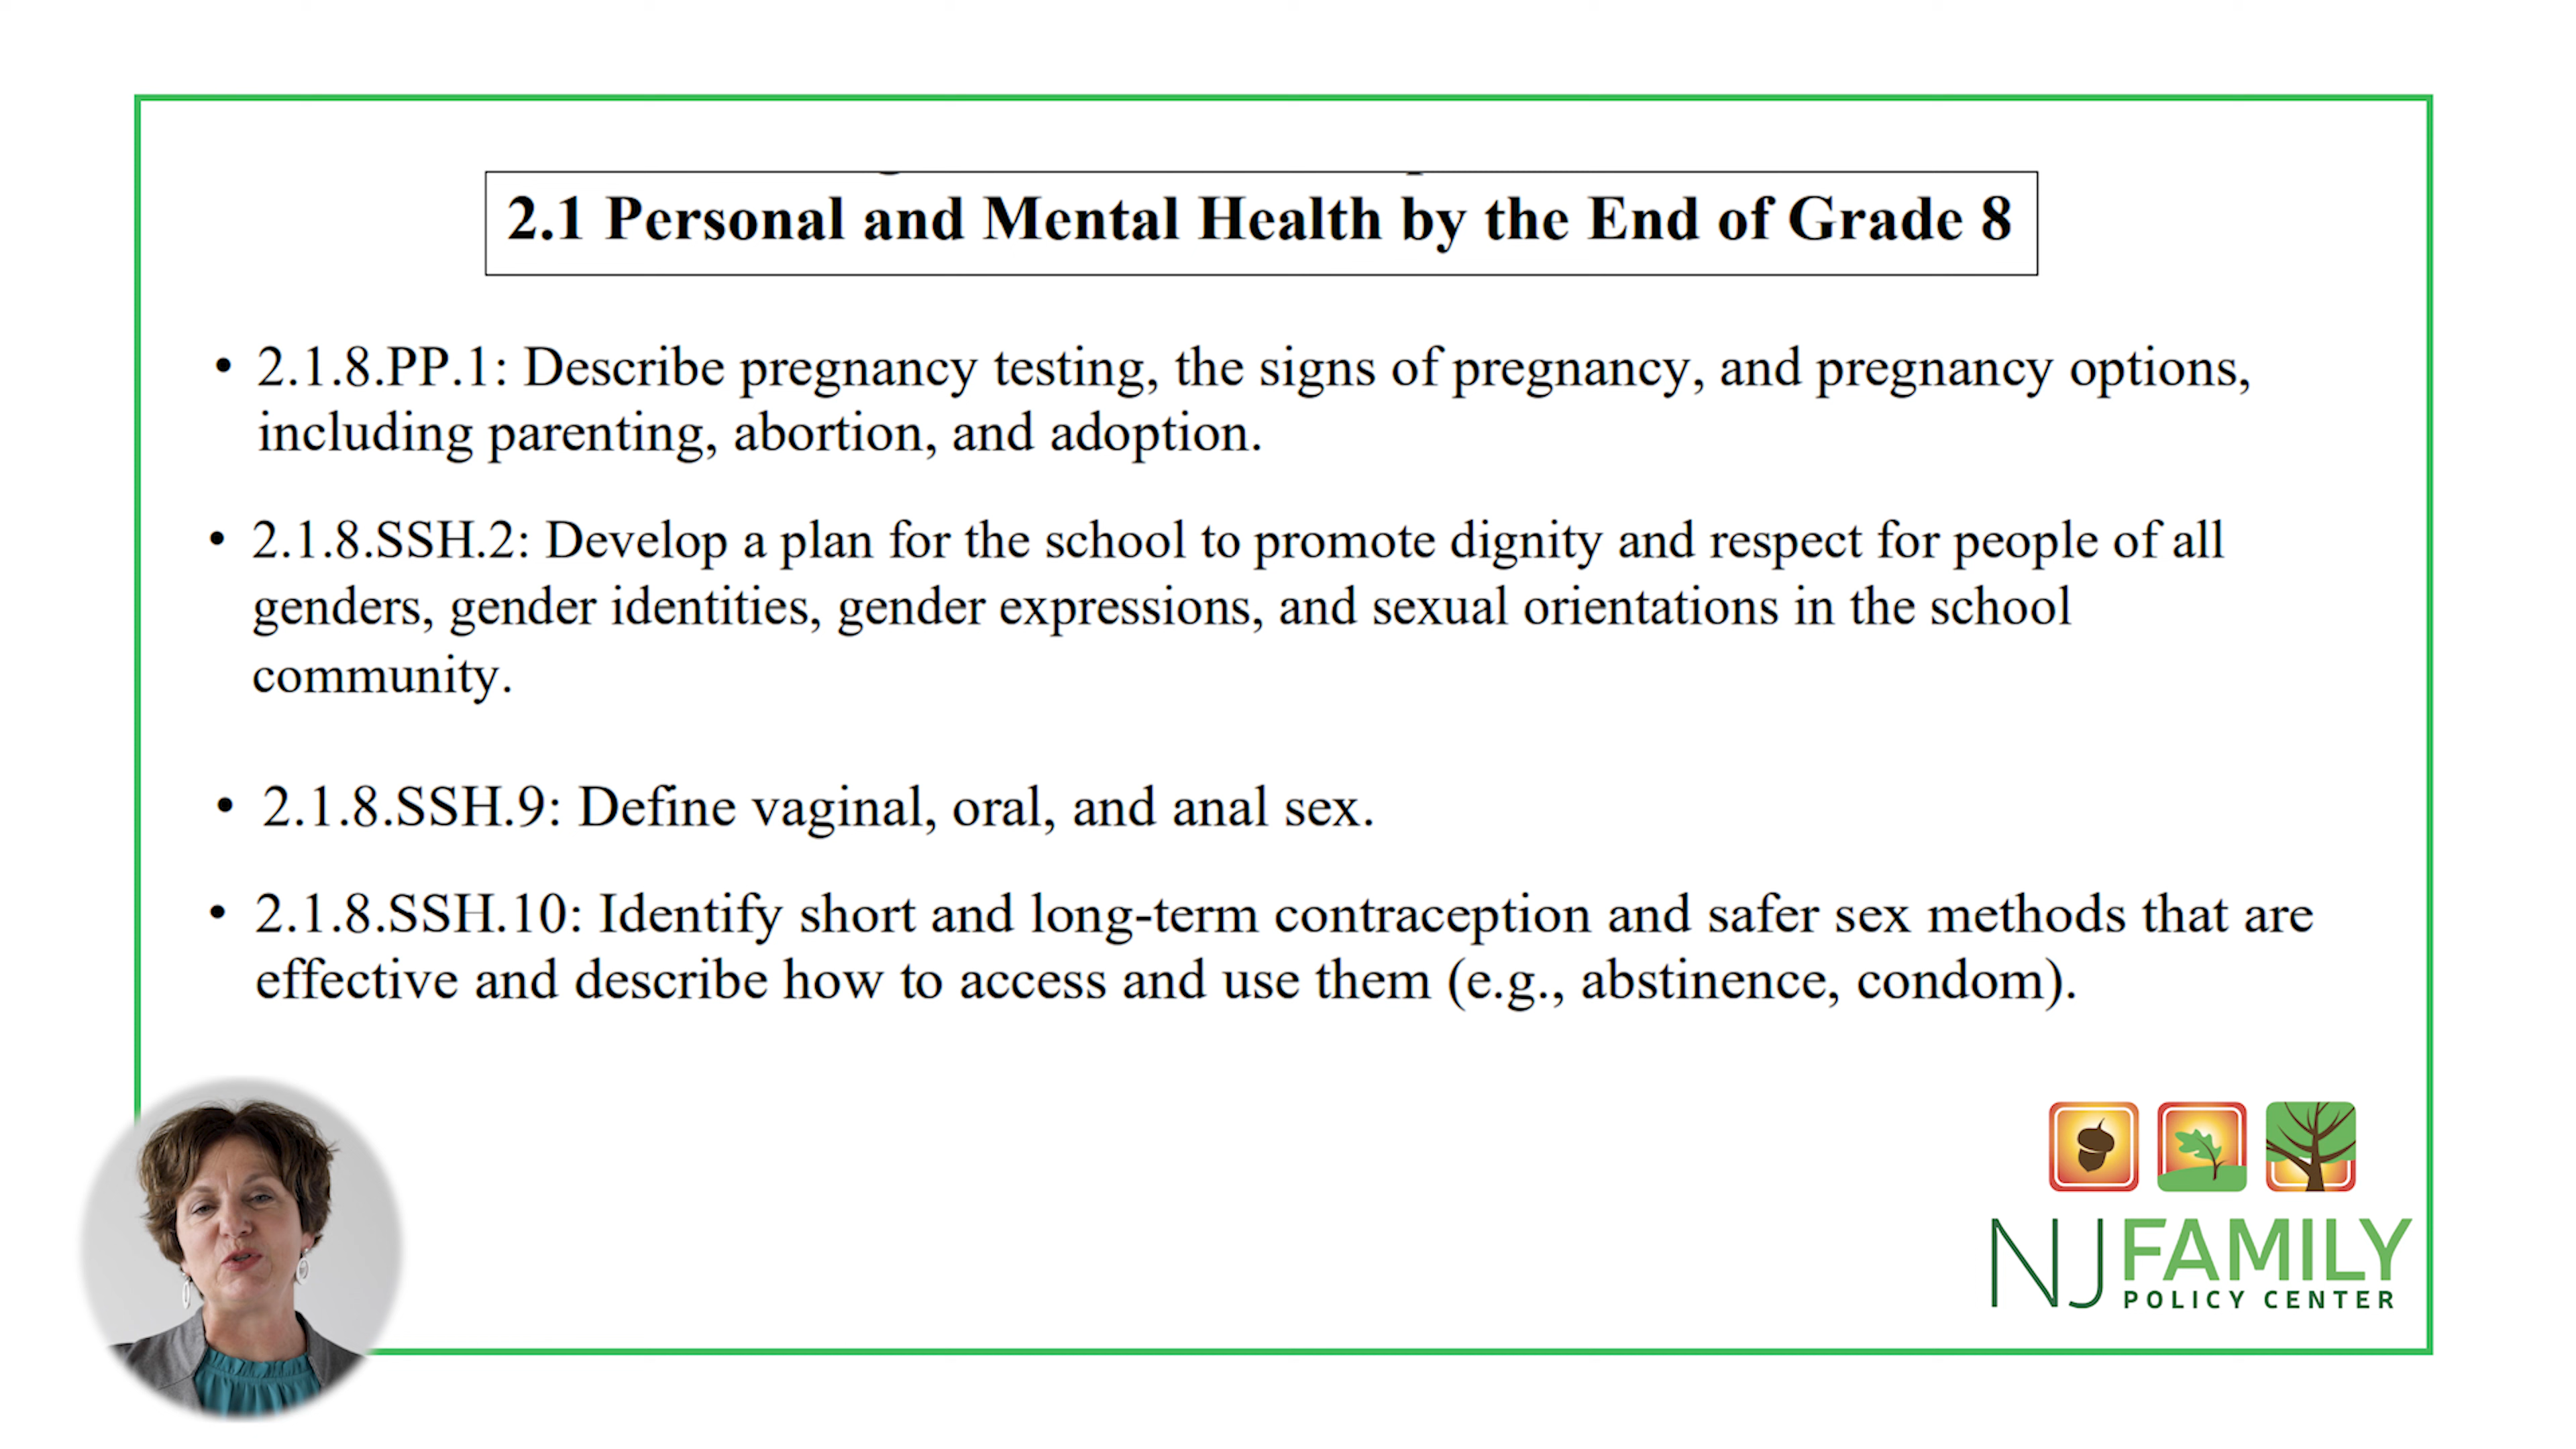 2.1 Personal and Mental Health by the End of Grade 8
• 2.1.8.PP.1: Describe pregnancy testing, the signs of pregnancy, and pregnancy options,
including parenting, abortion, and adoption.
• 2.1.8.SSH.2: Develop a plan for the school to promote dignity and respect for people of all
genders, gender identities, gender expressions, and sexual orientations in the school
community.
• 2.1.8.SSH.9: Define vaginal, oral, and anal sex.
• 2.1.8.SSH.10: Identify short and long-term contraception and safer sex methods that are
effective and describe how to access and use them (e.g., abstinence, condom).
NJ FAMILY
POLICY CENTER